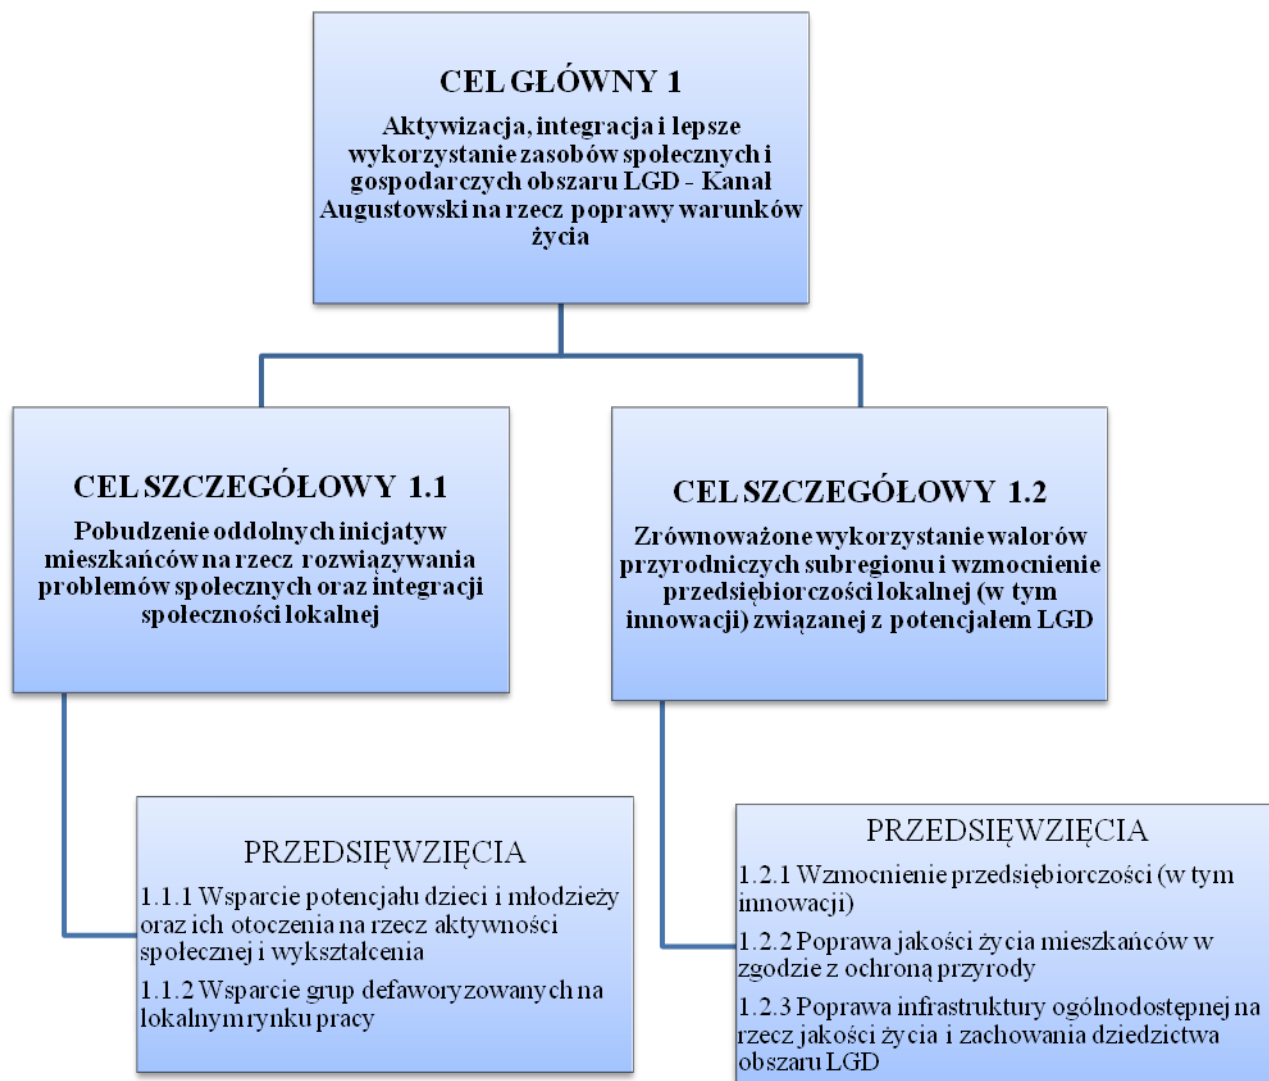 CEL GŁÓWNY 1
Aktywizacja, integracja i lepsze
wykorzystanie zasobów społecznych i
gospodarczych obszaru LGD - Kanał
Augustowski na rzecz poprawy warunków
życia
CEL SZCZEGÓŁOWY 1.1
Pobudzenie oddolnych inicjatyw
mieszkańców na rzecz rozwiązywania
problemów społecznych oraz integracji
społeczności lokalnej
CEL SZCZEGÓŁOWY 1.2
Zrównoważone wykorzystanie walorów
przyrodniczych subregionu i wzmocnienie
przedsiębiorczości lokalnej (w tym
innowacji) związanej z potencjałem LGD
PRZEDSIĘWZIĘCIA
1.1.1 Wsparcie potencjału dzieci i młodzieży
oraz ich otoczenia na rzecz aktywności
społecznej i wykształcenia
1.1.2 Wsparcie grup defaworyzowanych na
lokalnym rynku pracy
PRZEDSIĘWZIĘCIA
1.2.1 Wzmocnienie przedsiębiorczości (w tym
innowacji)
1.2.2 Poprawa jakości życia mieszkańców w
zgodzie z ochroną przyrody
1.2.3 Poprawa infrastruktury ogólnodostępnej na
rzecz jakości życia i zachowania dziedzictwa
obszaru LGD